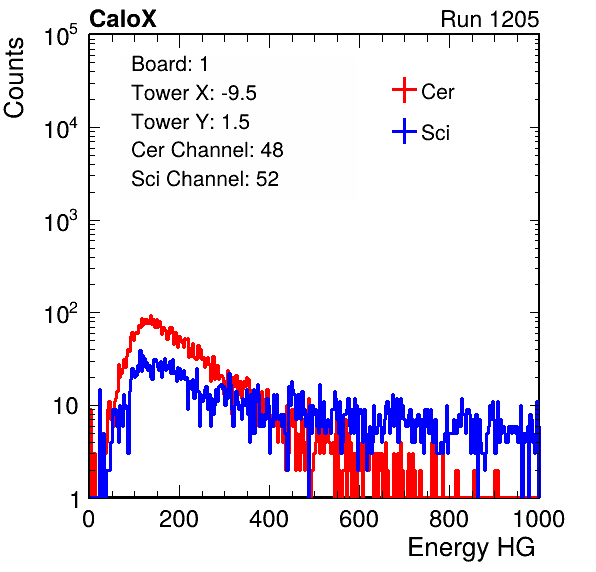 CaloX Run 1205
Counts
Board: 1
Tower X: -9.5
Tower Y: 1.5
Cer Channel: 48
Sci Channel: 52
Cer
Sci
10^5
10^4
10^3
10^2
10
1
0 200 400 600 800 1000
Energy HG